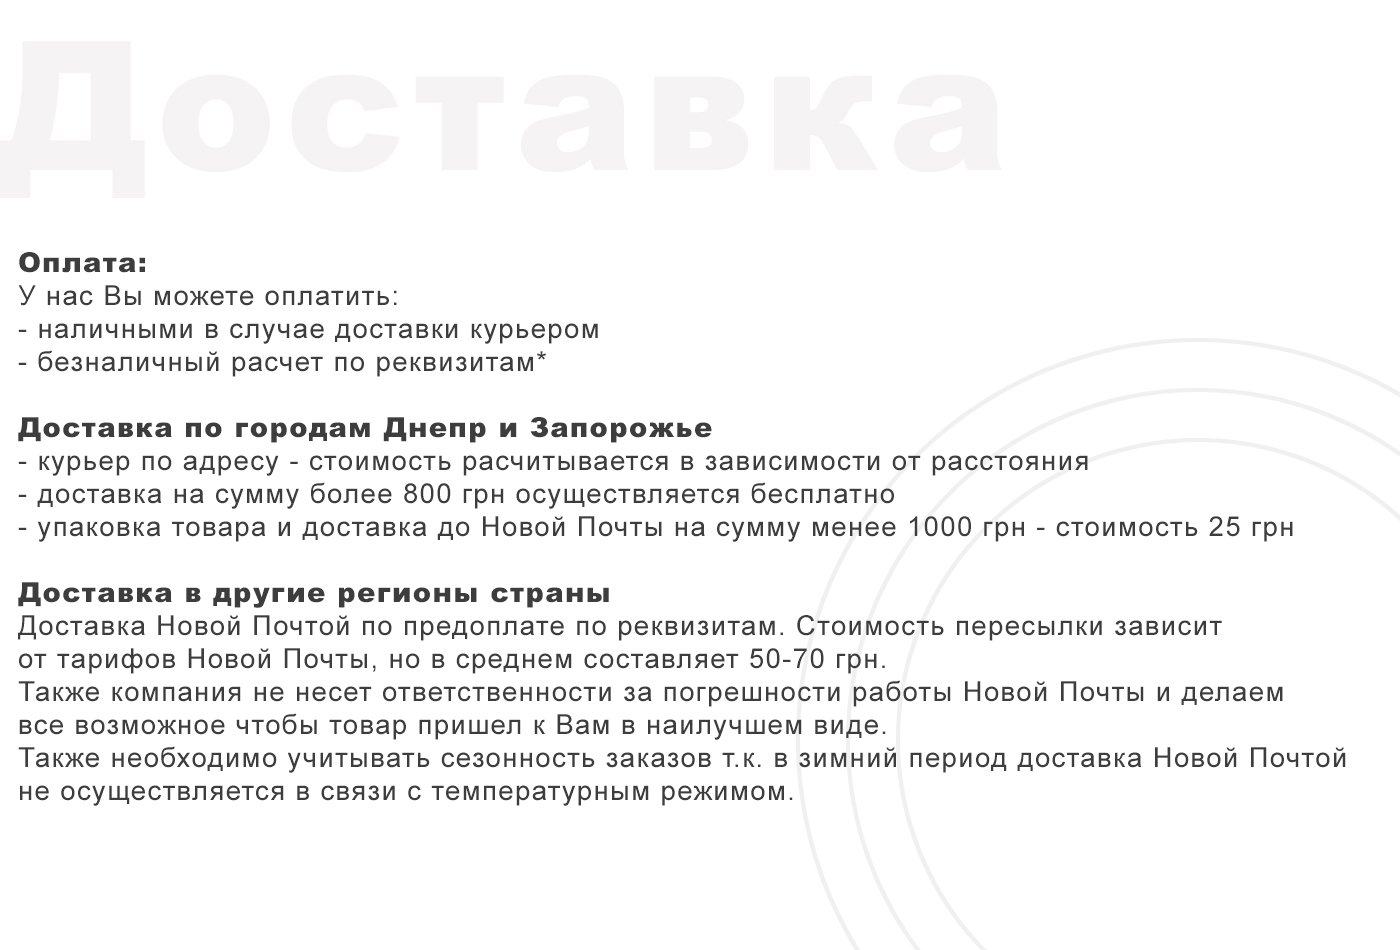 Доставка
Оплата:
У нас Вы можете оплатить:
- наличными в случае доставки курьером
- безналичный расчет по реквизитам*
Доставка по городам Днепр и Запорожье
- курьер по адресу - стоимость расчитывается в зависимости от расстояния
- доставка на сумму более 800 грн осуществляется бесплатно
- упаковка товара и доставка до Новой Почты на сумму менее 1000 грн - стоимость 25 грн
Доставка в другие регионы страны
Доставка Новой Почтой по предоплате по реквизитам. Стоимость пересылки зависит
от тарифов Новой Почты, но в среднем составляет 50-70 грн.
Также компания не несет ответственности за погрешности работы Новой Почты и делаем
все возможное чтобы товар пришел к Вам в наилучшем виде.
Также необходимо учитывать сезонность заказов т.к. в зимний период доставка Новой Почтой
не осуществляется в связи с температурным режимом.